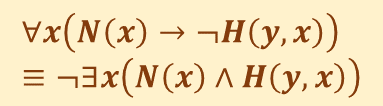 ∀x(N(x) → ¬H(y, x))
≡ ¬∃x(N(x) ∧ H(y, x))